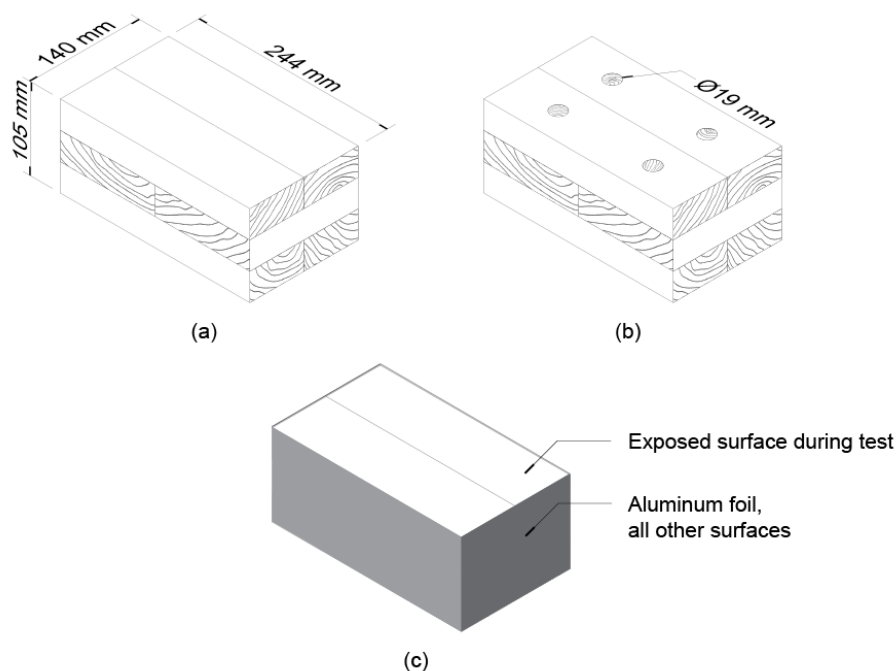 140 mm
244 mm
105 mm
Ø19 mm
(a)
(b)
Exposed surface during test
Aluminum foil,
all other surfaces
(c)